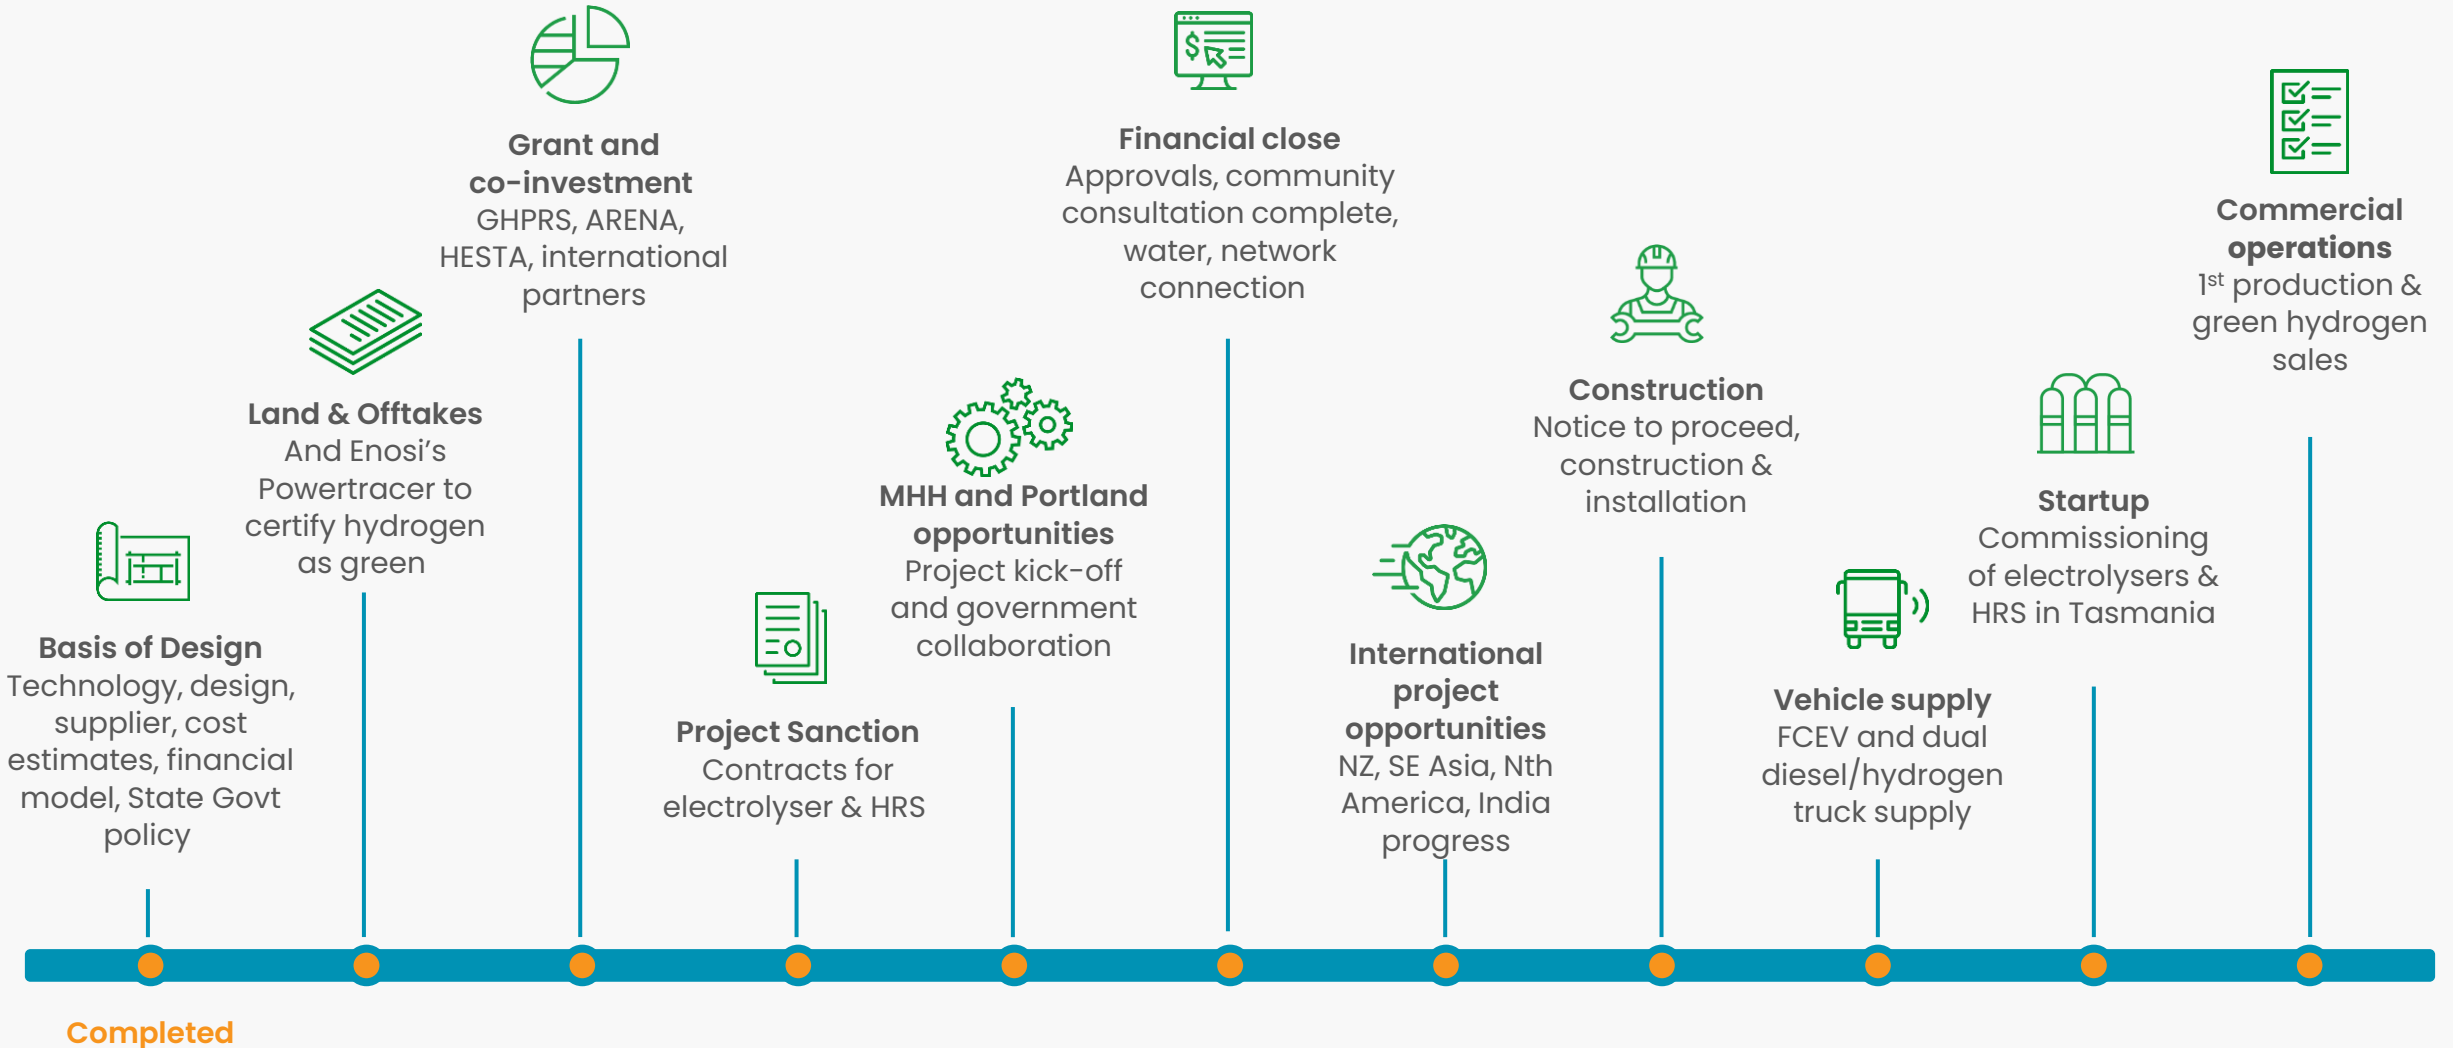 Basis of Design
Technology, design,
supplier, cost
estimates, financial
model, State Govt
policy
Land & Offtakes
And Enosi’s
Powertracer to
certify hydrogen
as green
Grant and
co-investment
GHPRS, ARENA,
HESTA, international
partners
Project Sanction
Contracts for
electrolyser & HRS
MHH and Portland
opportunities
Project kick-off
and government
collaboration
$
Financial close
Approvals, community
consultation complete,
water, network
connection
International
project
opportunities
NZ, SE Asia, Nth
America, India
progress
Construction
Notice to proceed,
construction &
installation
Vehicle supply
FCEV and dual
diesel/hydrogen
truck supply
Startup
Commissioning
of electrolysers &
HRS in Tasmania
Commercial
operations
1st production &
green hydrogen
sales
Completed